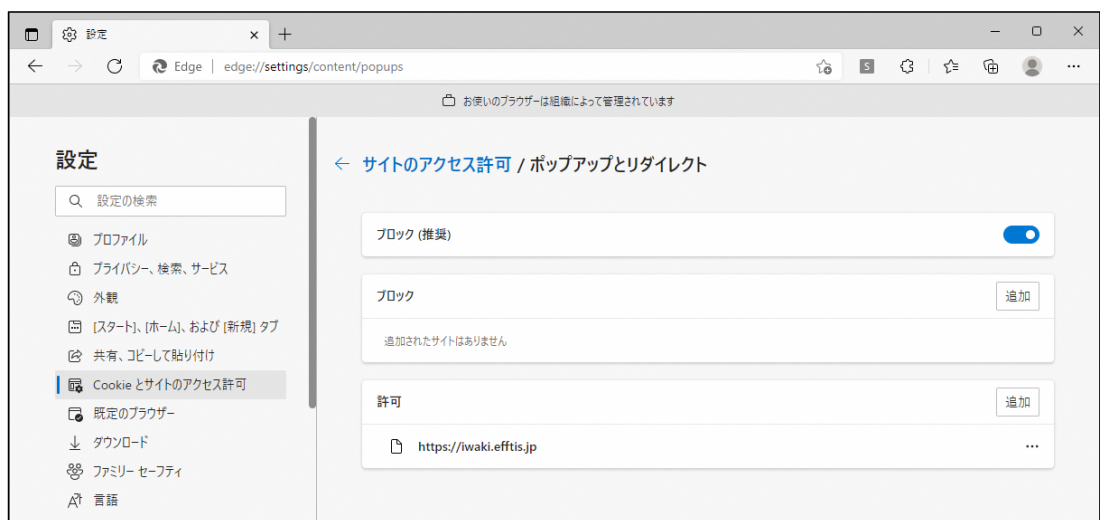 設定
Edge | edge://settings/content/popups
お使いのブラウザーは組織によって管理されています
設定
設定の検索
プロファイル
プライバシー、検索、サービス
外観
[スタート]、[ホーム]、および [新規] タブ
共有、コピーして貼り付け
Cookie とサイトのアクセス許可
既定のブラウザー
ダウンロード
ファミリー セーフティ
言語
サイトのアクセス許可 / ポップアップとリダイレクト
ブロック (推奨)
ブロック
追加
追加されたサイトはありません
許可
追加
https://iwaki.efftis.jp